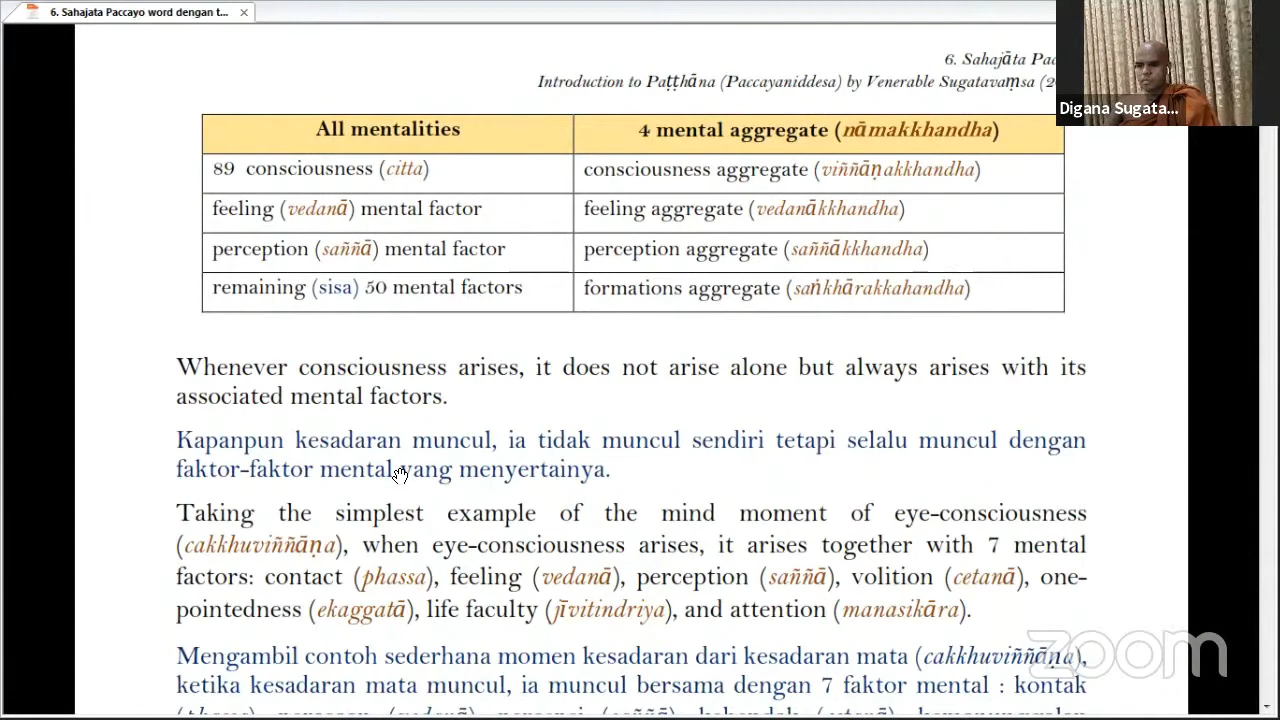 6. Sahajata Paccayo word dengan t...
6. Sahajāta
Introduction to Paṭṭhāna (Paccayaniddesa) by Venerable Sugatavaṃsa
Digana Sugata...
All mentalities 4 mental aggregate (nāmakkhandha)
89 consciousness (citta) consciousness aggregate (viññāṇakkhandha)
feeling (vedanā) mental factor feeling aggregate (vedanākkhandha)
perception (saññā) mental factor perception aggregate (saññākkhandha)
remaining (sisa) 50 mental factors formations aggregate (saṅkhārakkahandha)
Whenever consciousness arises, it does not arise alone but always arises with its
associated mental factors.
Kapanpun kesadaran muncul, ia tidak muncul sendiri tetapi selalu muncul dengan
faktor-faktor mental yang menyertainya.
Taking the simplest example of the mind moment of eye-consciousness
(cakkhuviññāṇa), when eye-consciousness arises, it arises together with 7 mental
factors: contact (phassa), feeling (vedanā), perception (saññā), volition (cetanā), one-
pointedness (ekaggatā), life faculty (jīvitindriya), and attention (manasikāra).
Mengambil contoh sederhana momen kesadaran dari kesadaran mata (cakkhuviññāṇa),
ketika kesadaran mata muncul, ia muncul bersama dengan 7 faktor mental : kontak
zoom